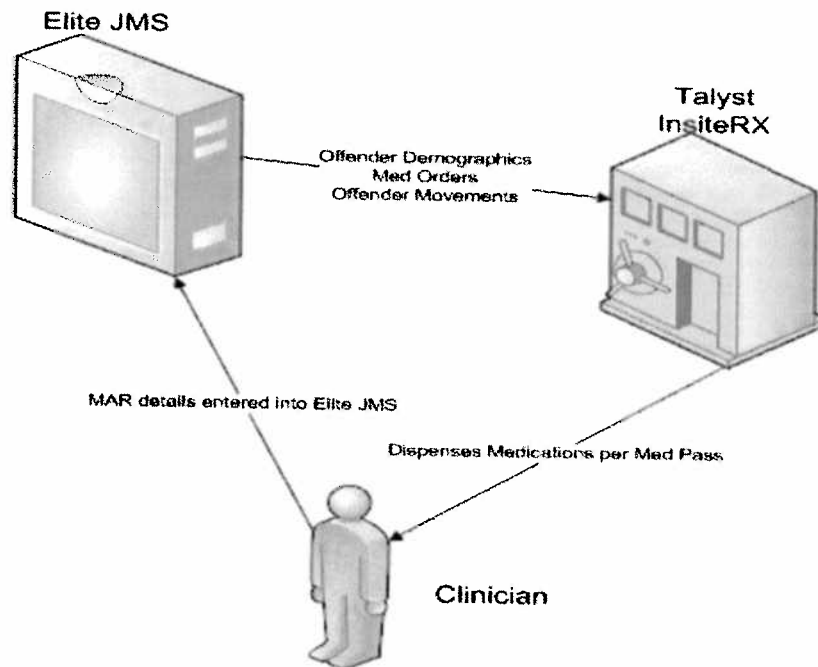 Elite JMS
Talyst
InsiteRX
Offender Demographics
Med Orders
Offender Movements
MAR details entered into Elite JMS
Dispenses Medications per Med Pass
Clinician